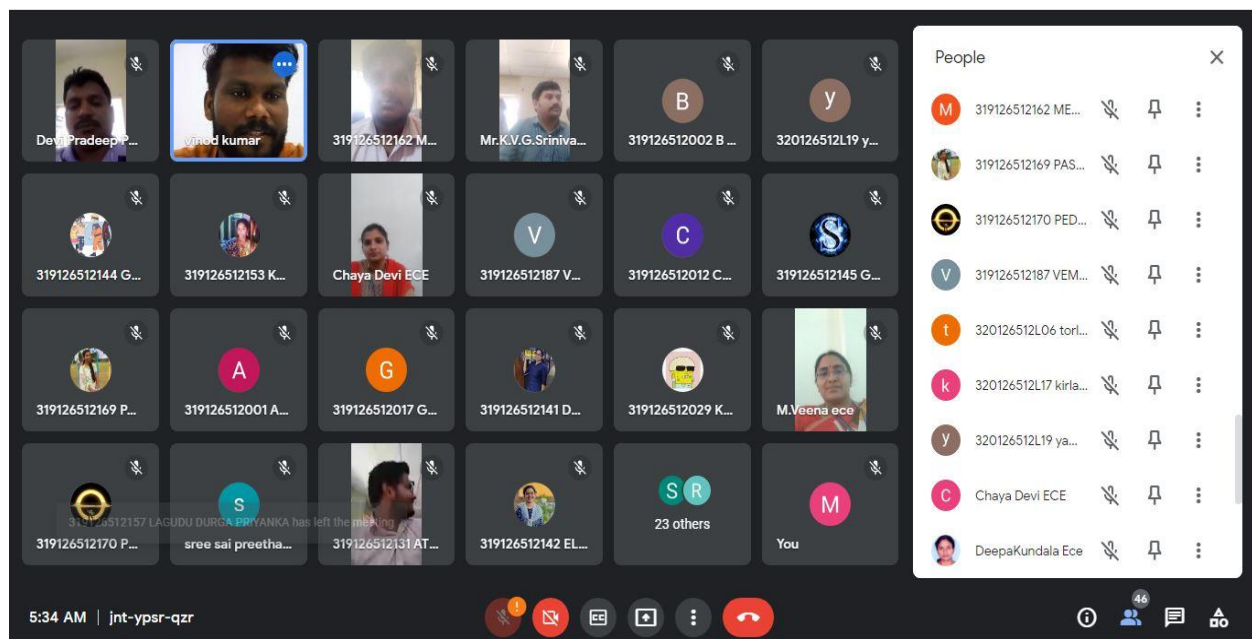 Devi Pradeep P...
vinod kumar
319126512162 M...
Mr.K.V.G.Sriniva...
B
319126512002 B ...
y
320126512L19 y...
319126512144 G...
319126512153 K...
Chaya Devi ECE
V
319126512187 V...
C
319126512012 C...
S
319126512145 G...
319126512169 P...
A
319126512001 A...
G
319126512017 G...
319126512141 D...
319126512029 K...
M.Veena ece
319126512157 LAGUDU DURGA PRIYANKA has left the meeting
319126512170 P...
s
sree sai preetha...
319126512131 AT...
319126512142 EL...
S R
23 others
M
You
People
M 319126512162 ME...
319126512169 PAS...
319126512170 PED...
V 319126512187 VEM...
t 320126512L06 torl...
k 320126512L17 kirla...
y 320126512L19 ya...
C Chaya Devi ECE
DeepaKundala Ece
5:34 AM | jnt-ypsr-qzr
!
CC
46